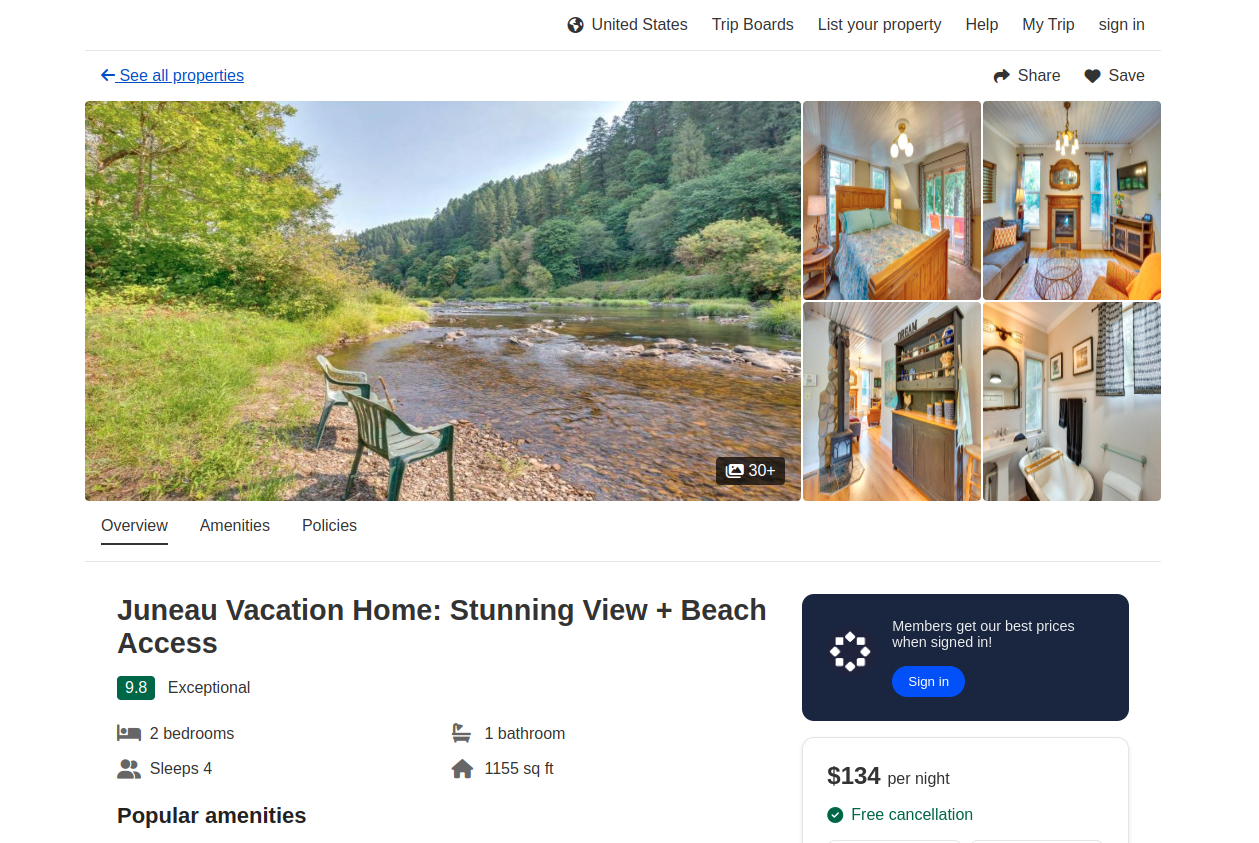 United States Trip Boards List your property Help My Trip sign in
See all properties Share Save
DREAM
30+
Overview Amenities Policies
Juneau Vacation Home: Stunning View + Beach
Access
9.8 Exceptional
2 bedrooms 1 bathroom
Sleeps 4 1155 sq ft
Popular amenities
Members get our best prices
when signed in!
Sign in
$134 per night
Free cancellation